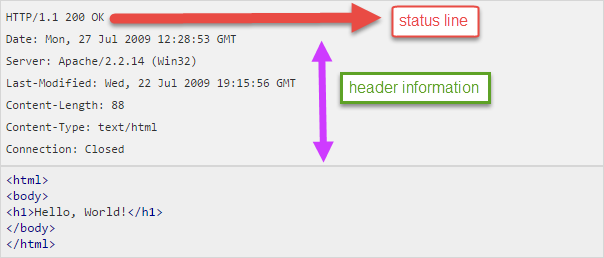 HTTP/1.1 200 OK
status line
Date: Mon, 27 Jul 2009 12:28:53 GMT
Server: Apache/2.2.14 (Win32)
Last-Modified: Wed, 22 Jul 2009 19:15:56 GMT
header information
Content-Length: 88
Content-Type: text/html
Connection: Closed
<html>
<body>
<h1>Hello, World!</h1>
</body>
</html>